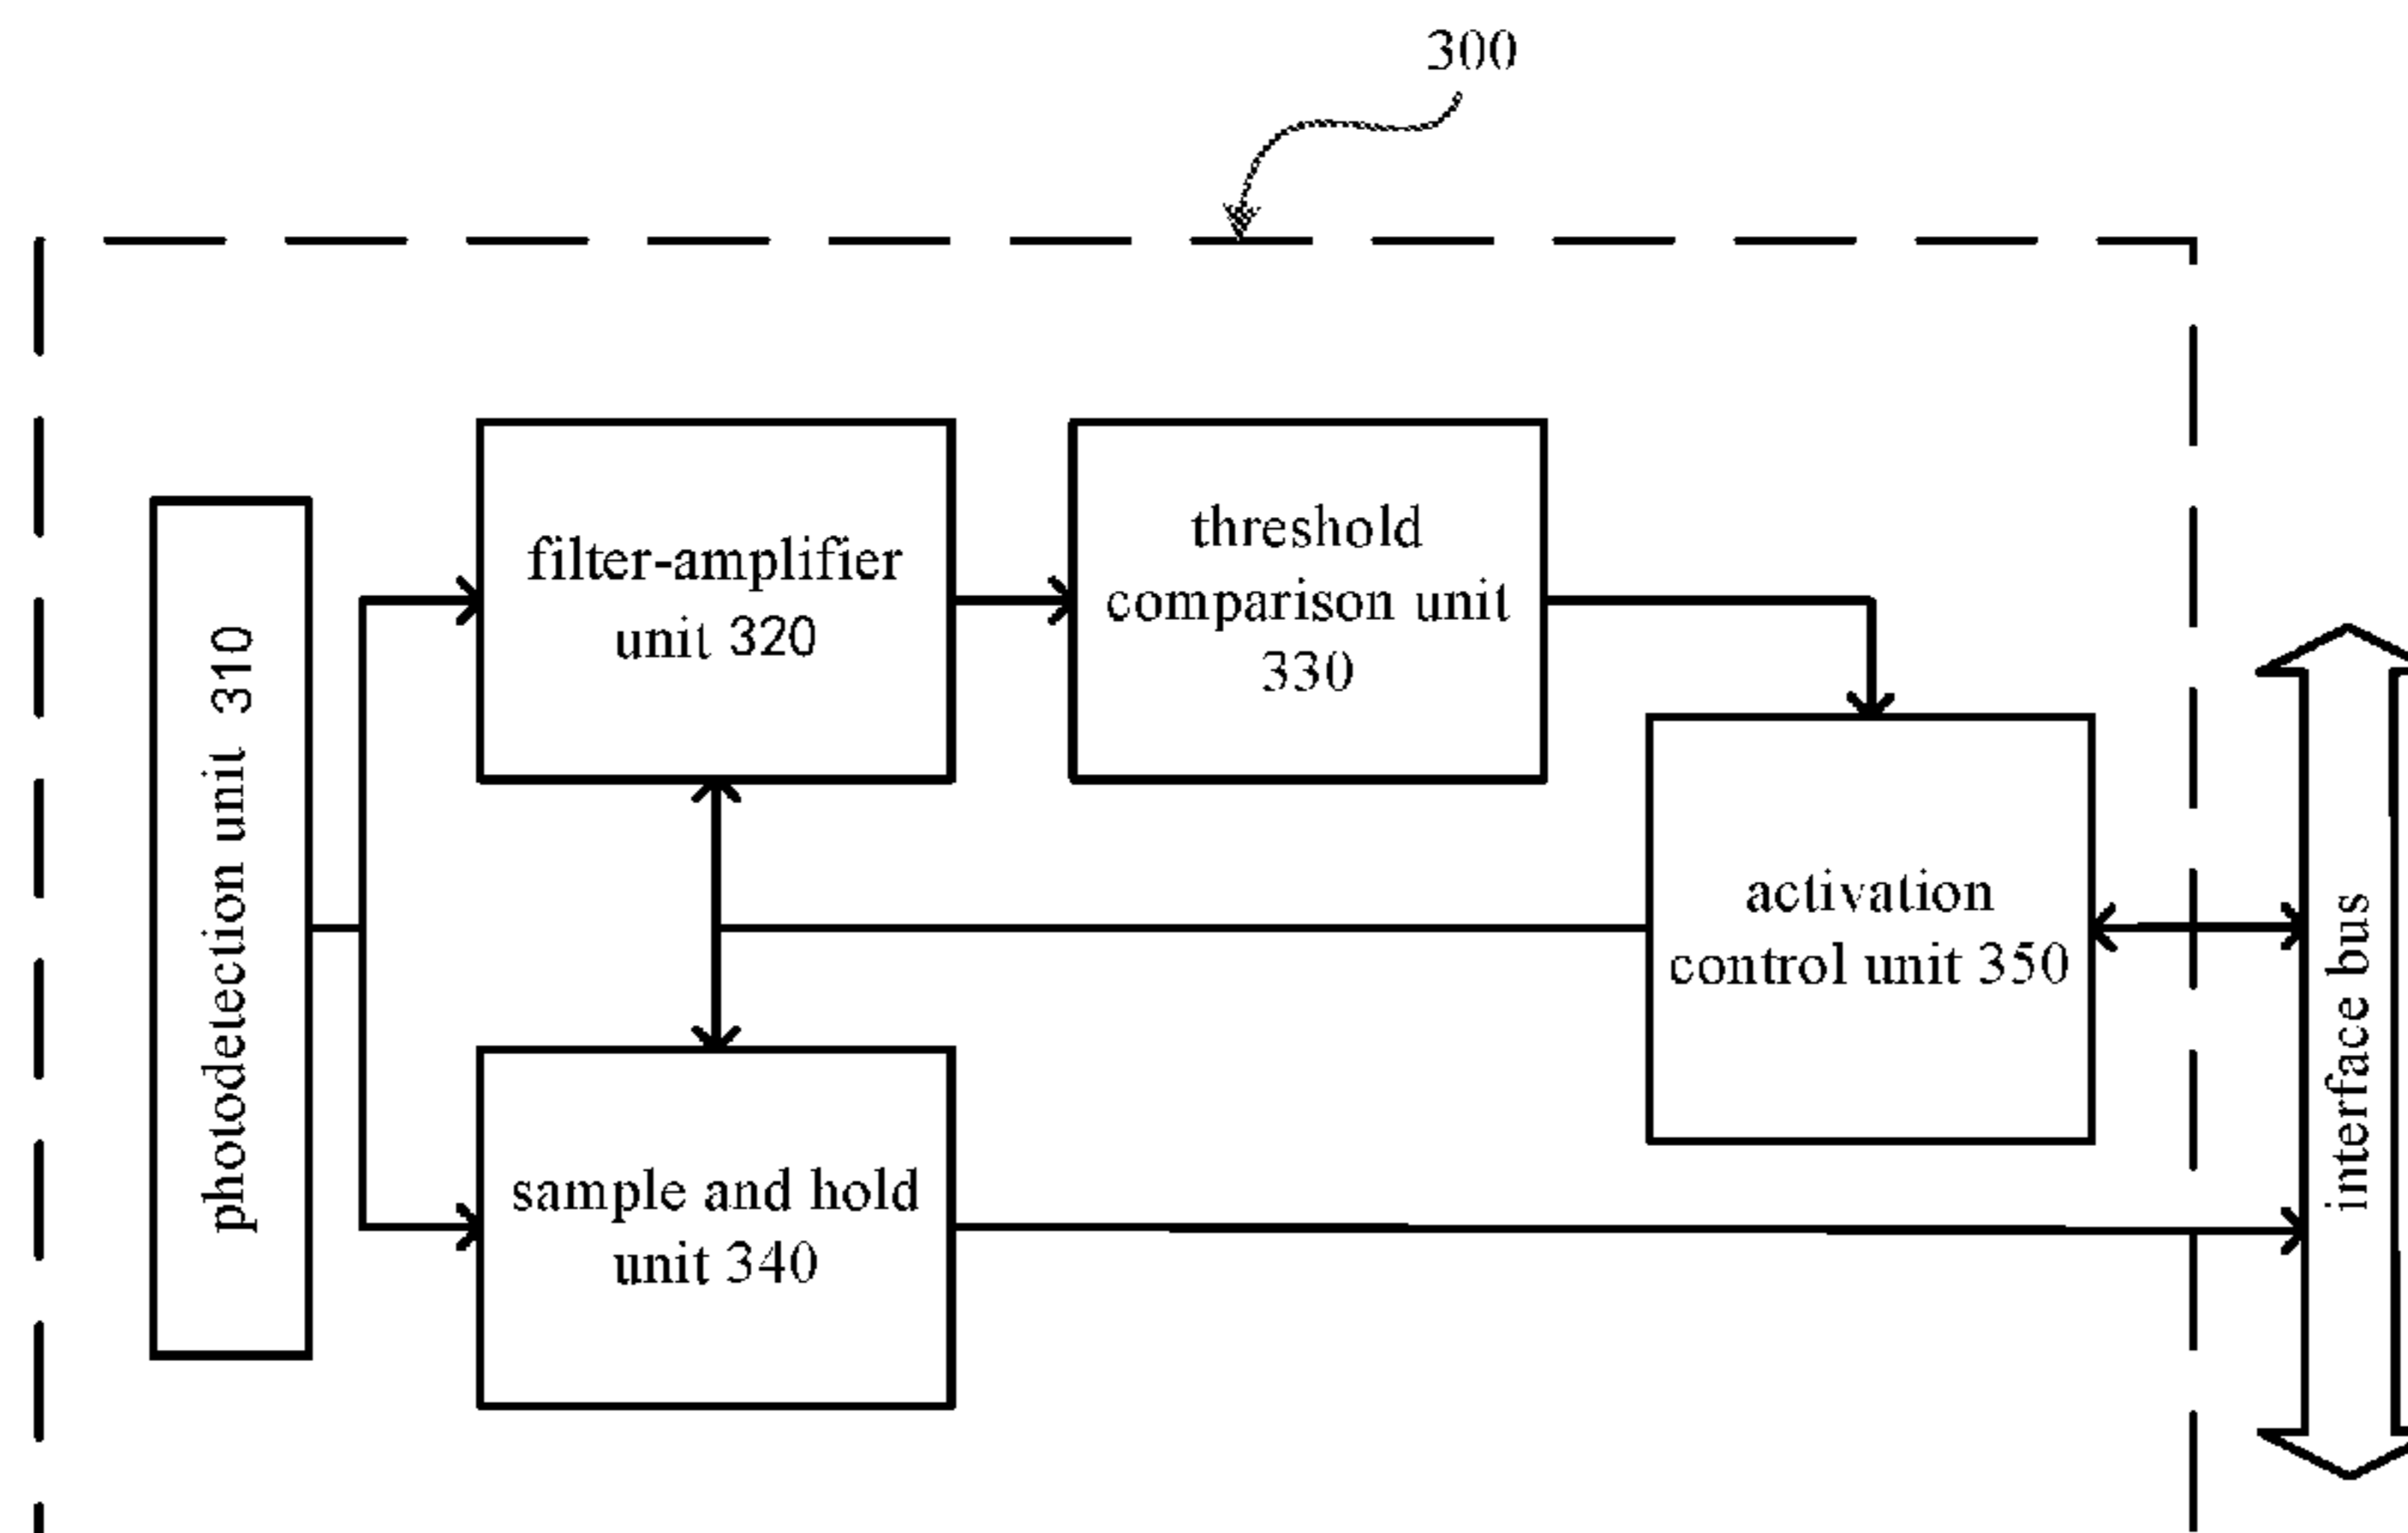 300
filter-amplifier
unit 320
threshold
comparison unit
330
photodetection unit 310
activation
control unit 350
interface bus
sample and hold
unit 340